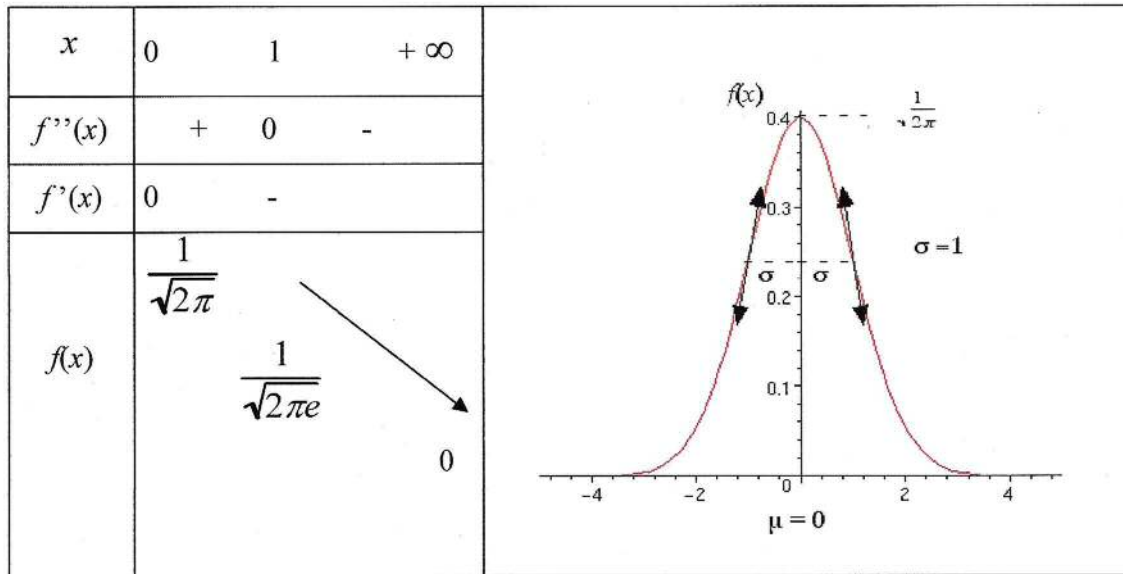 x 0 1 + ∞
f’’(x) + 0 -
f’(x) 0 -
f(x) 1/√2π 1/√2πe 0
f(x) 1/√2π
0.4
0.3
σ =1
σ σ
0.2
0.1
0
-4 -2 2 4
μ = 0